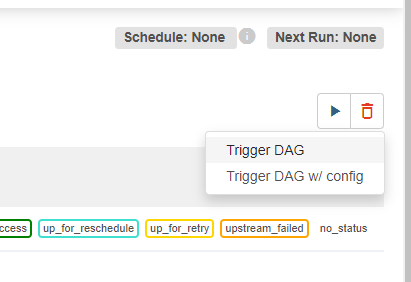 Schedule: None Next Run: None
Trigger DAG
Trigger DAG w/ config
ccess up_for_reschedule up_for_retry upstream_failed no_status